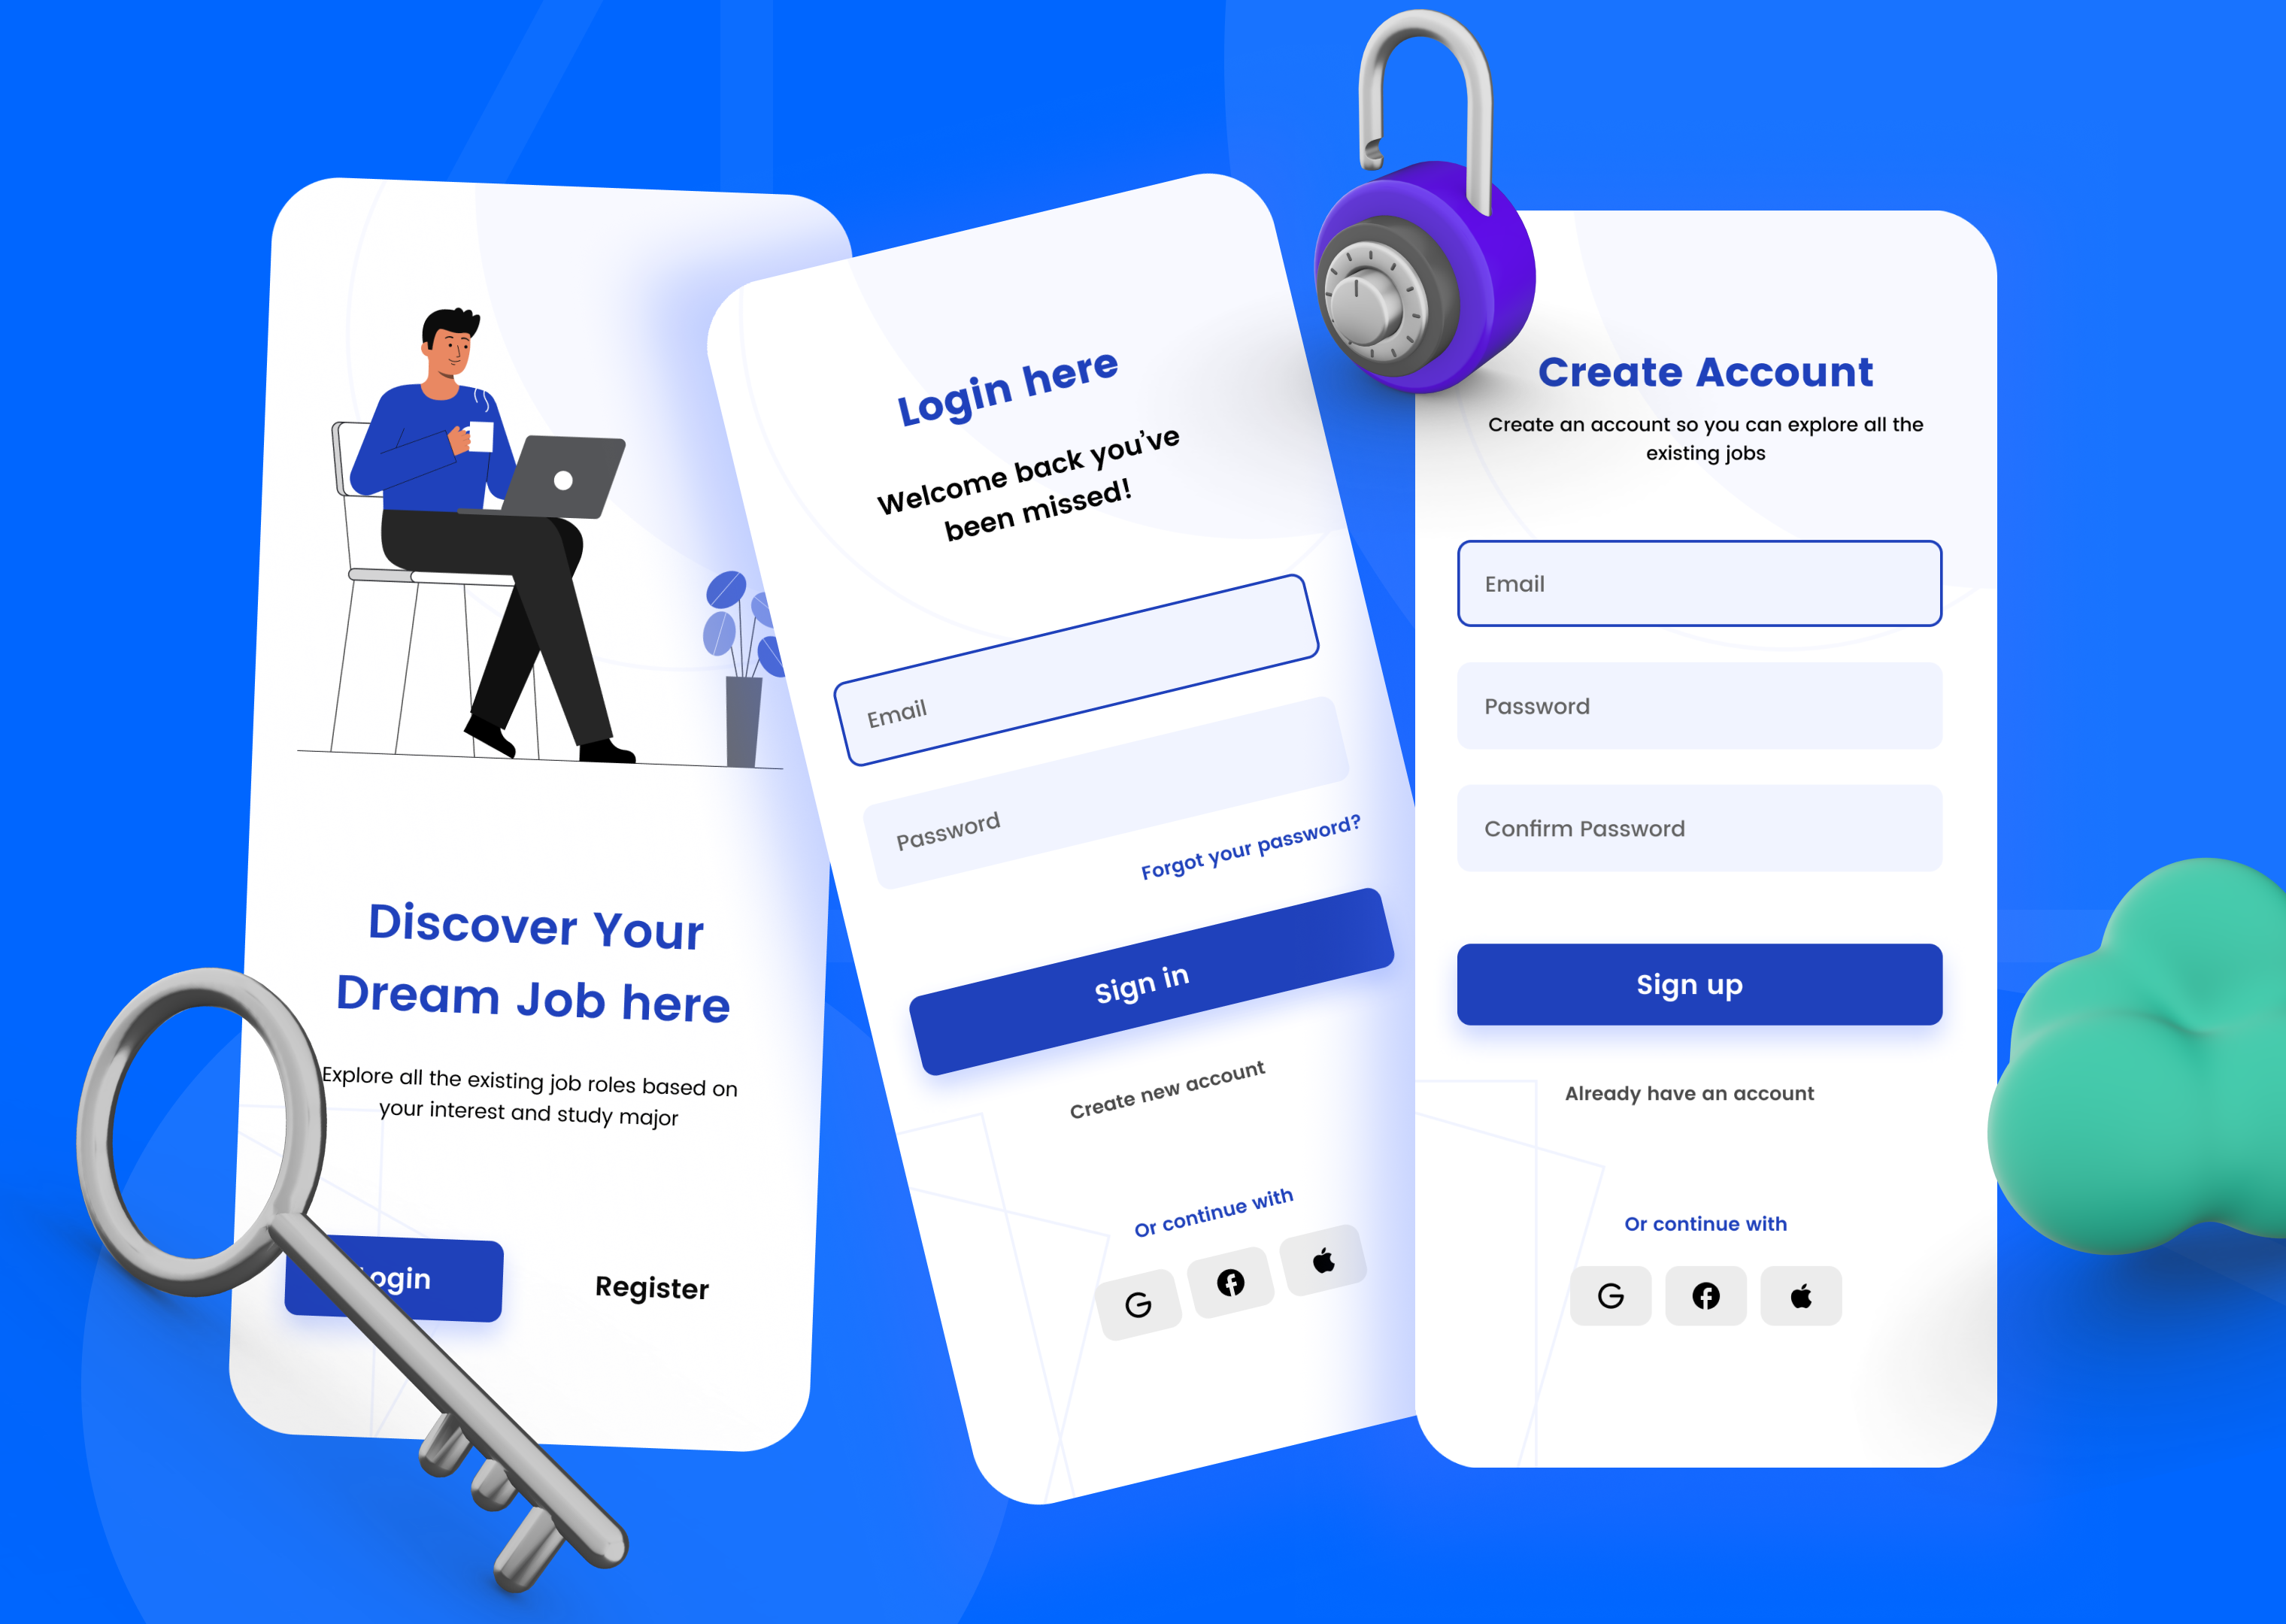 Discover Your
Dream Job here
Explore all the existing job roles based on
your interest and study major
Login
Register
Login here
Welcome back you’ve
been missed!
Email
Password
Forgot your password?
Sign in
Create new account
Or continue with
Create Account
Create an account so you can explore all the
existing jobs
Email
Password
Confirm Password
Sign up
Already have an account
Or continue with